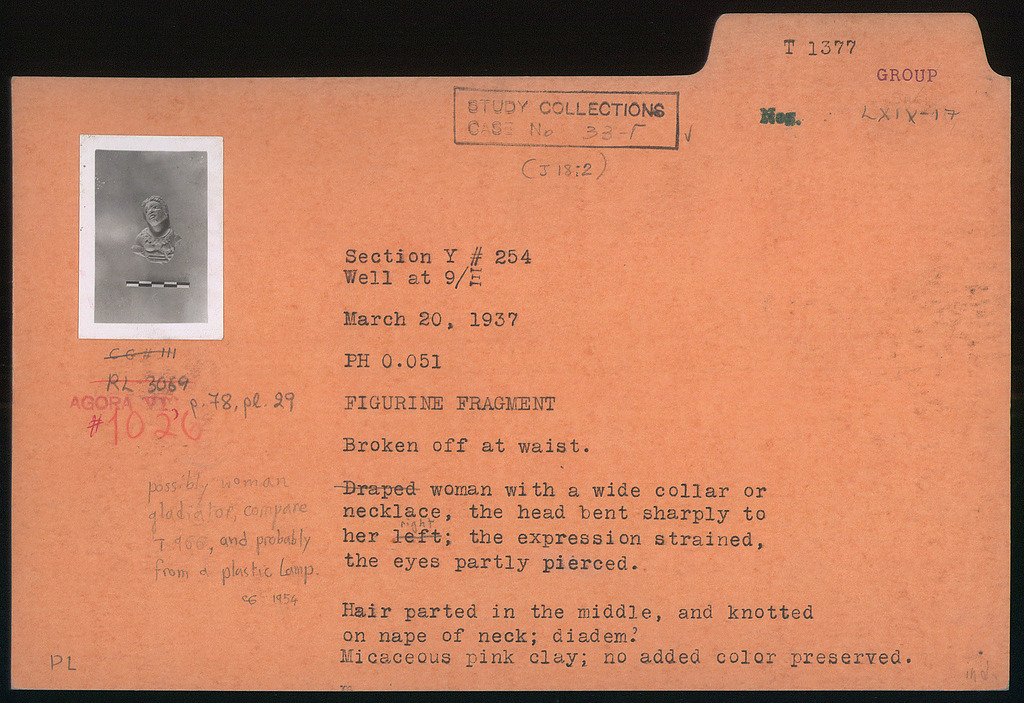 T 1377
GROUP
Neg. LXIX-17
STUDY COLLECTIONS
CASE No 33-Γ
(J 18:2)
Section Y # 254
Well at 9/ΙΞ
March 20, 1937
PH 0.051
C G # 111
RL 3069
AGORA VI, p. 78, pl. 29
#1026
FIGURINE FRAGMENT
Broken off at waist.
Draped woman with a wide collar or
necklace, the head bent sharply to
right
her left; the expression strained,
the eyes partly pierced.
possibly woman
gladiator, compare
T 966, and probably
from a plastic lamp.
CG 1954
Hair parted in the middle, and knotted
on nape of neck; diadem?
Micaceous pink clay; no added color preserved.
PL